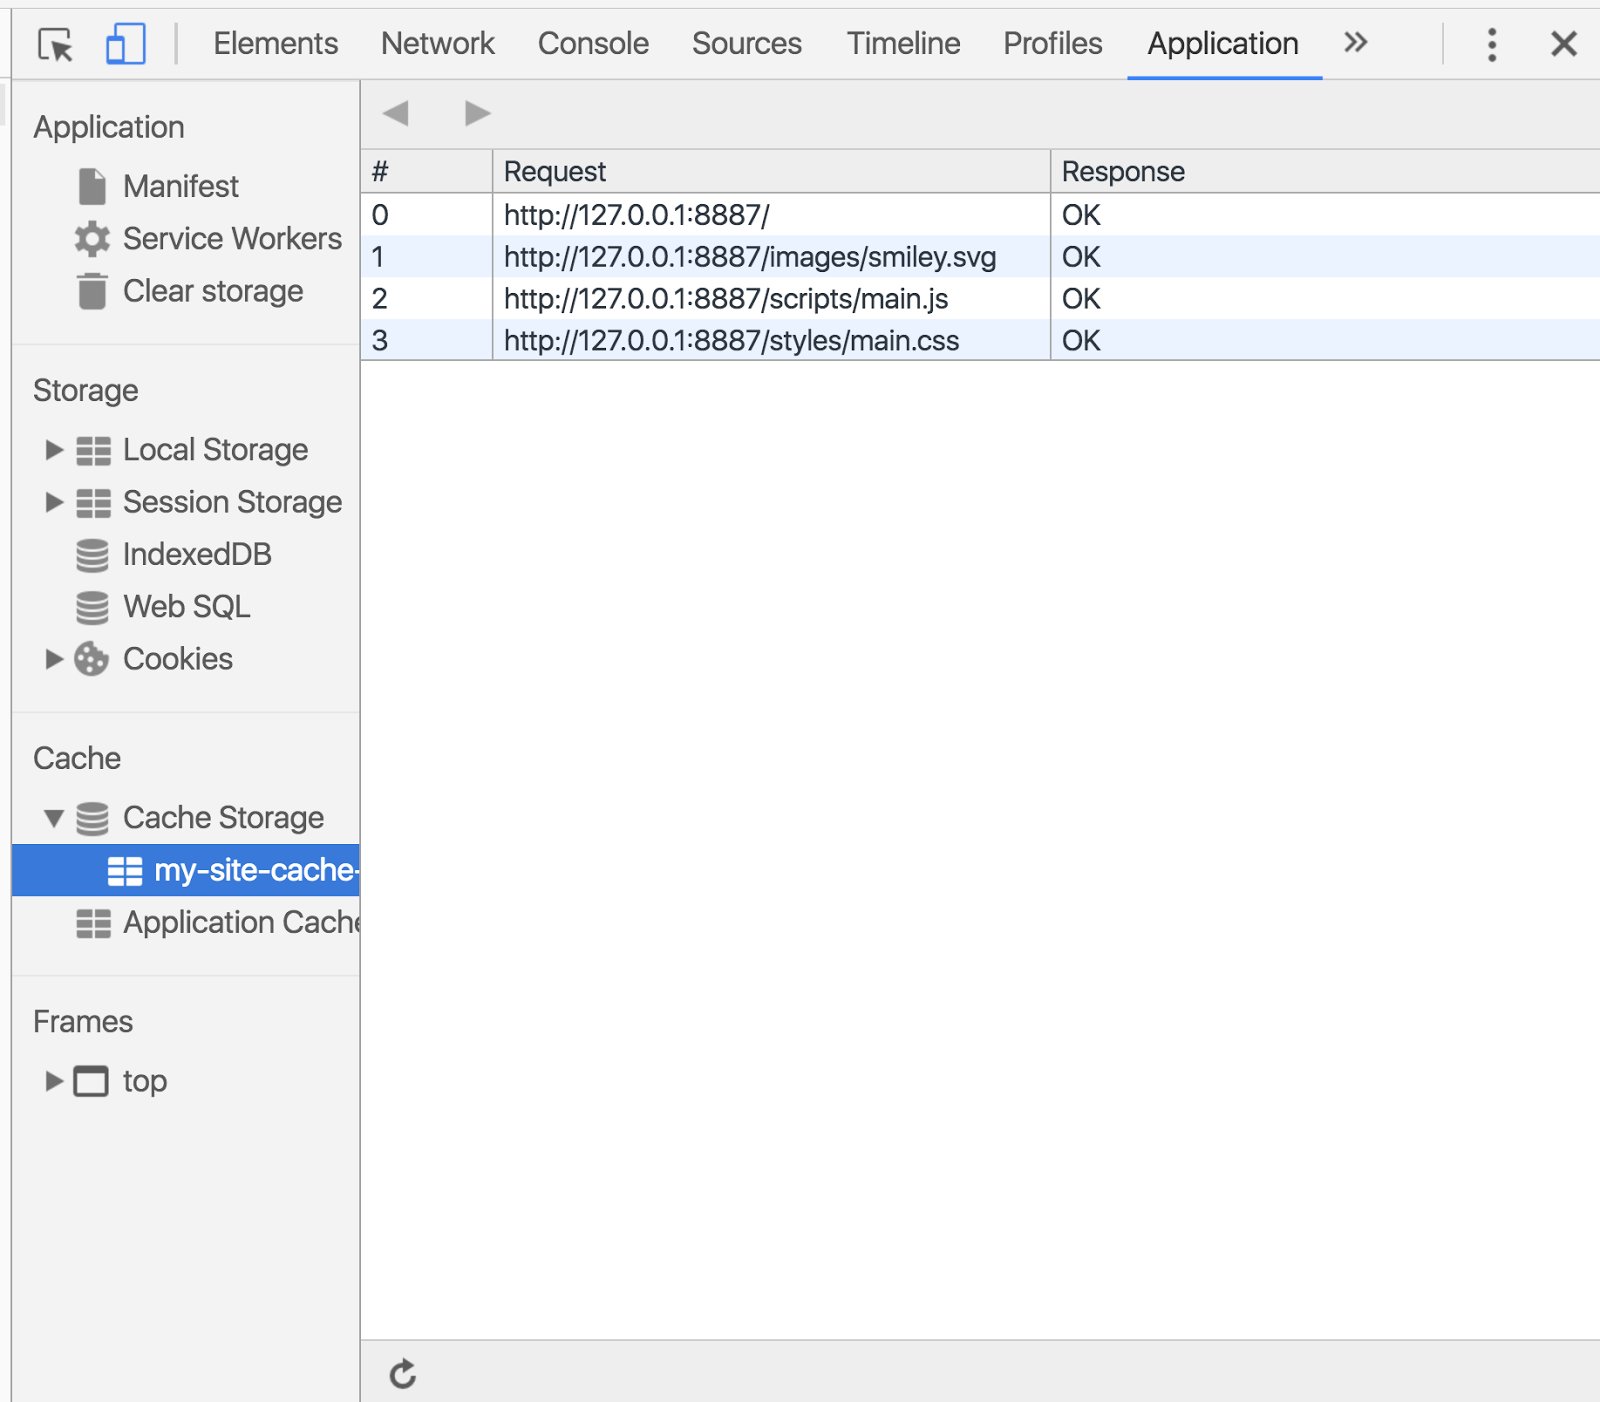 Elements Network Console Sources Timeline Profiles Application
Application
Manifest
Service Workers
Clear storage
Storage
Local Storage
Session Storage
IndexedDB
Web SQL
Cookies
Cache
Cache Storage
my-site-cache-
Application Cache
Frames
top
# Request Response
0 http://127.0.0.1:8887/ OK
1 http://127.0.0.1:8887/images/smiley.svg OK
2 http://127.0.0.1:8887/scripts/main.js OK
3 http://127.0.0.1:8887/styles/main.css OK